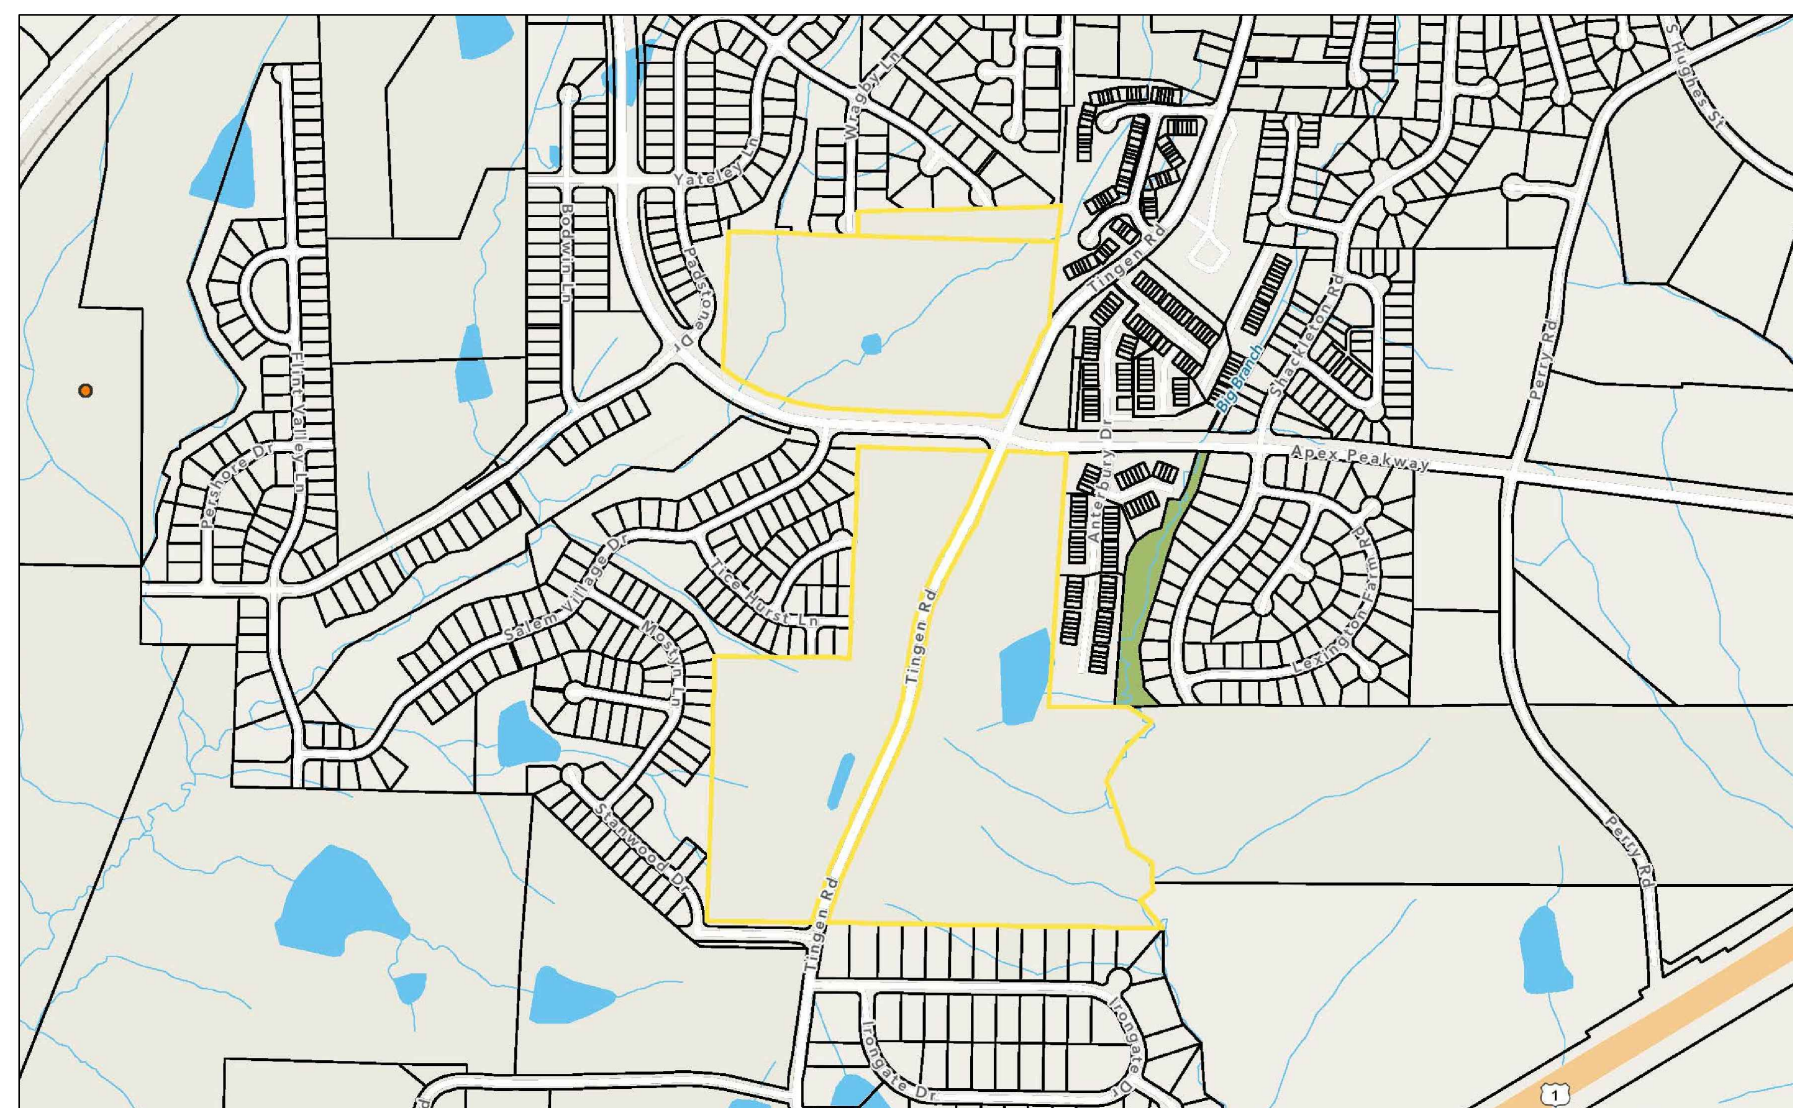 S Hughes St
Wragby Ln
Yateley Ln
Bodwin Ln
Padstone
Dr
Tingen Rd
Shackleton Rd
Perry Rd
Flint Valley Ln
Big Branch
Pershore Dr
Anterbury Dr
Apex Peakway
Salem Village Dr
Tice Hurst Ln
Lexington Farm Rd
Tingen Rd
Mostyn Ln
Stanwood Dr
Perry Rd
Tingen Rd
Irongate Dr
Irongate Dr
1